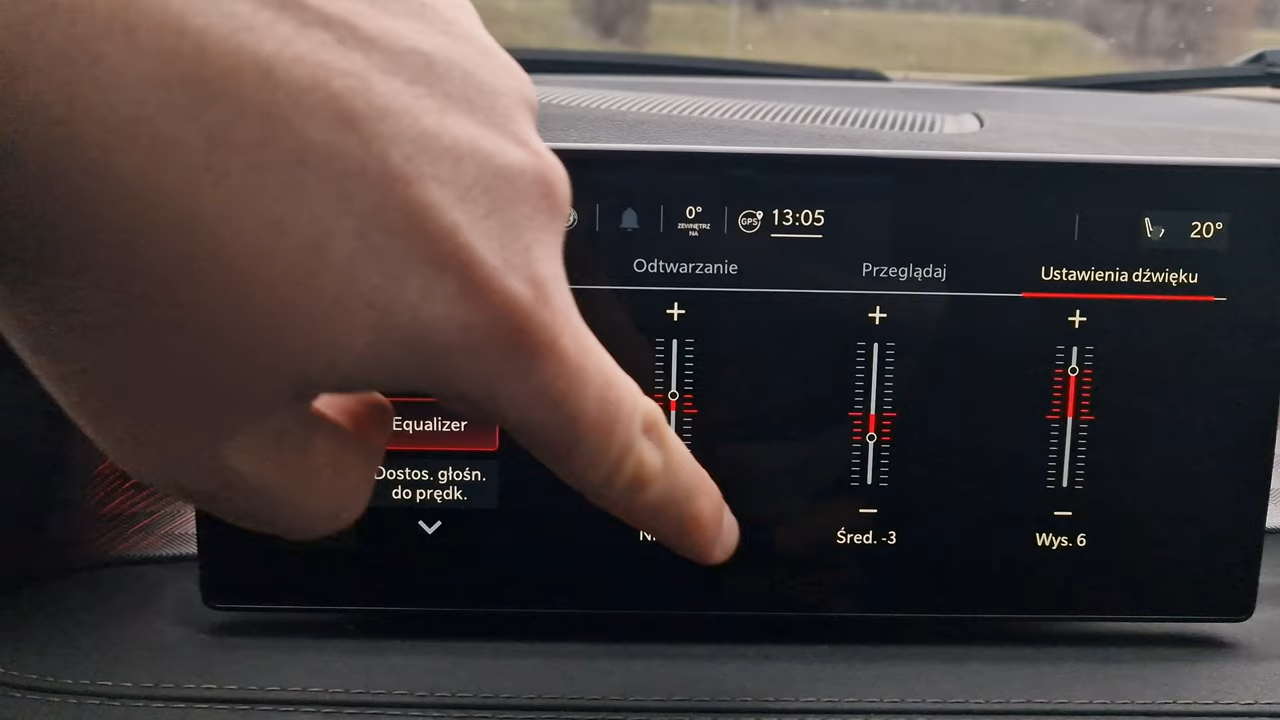 0°
ZEWNĘTRZ
NA
GPS
13:05
20°
Odtwarzanie
Przeglądaj
Ustawienia dźwięku
Equalizer
Dostos. głośn.
do prędk.
Śred. -3
Wys. 6